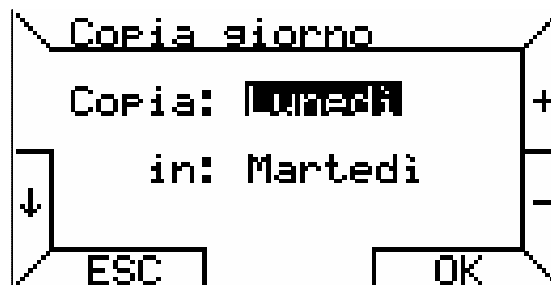 Copia giorno
Copia: Lunedì +
in: Martedì
↓ -
ESC OK